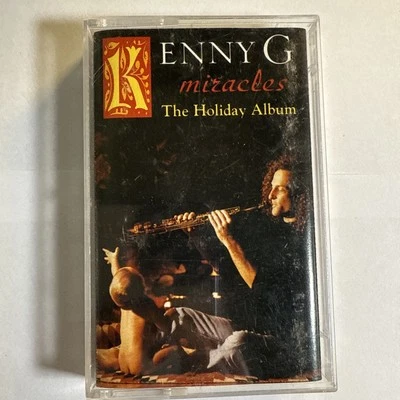 KENNY G
miracles
The Holiday Album